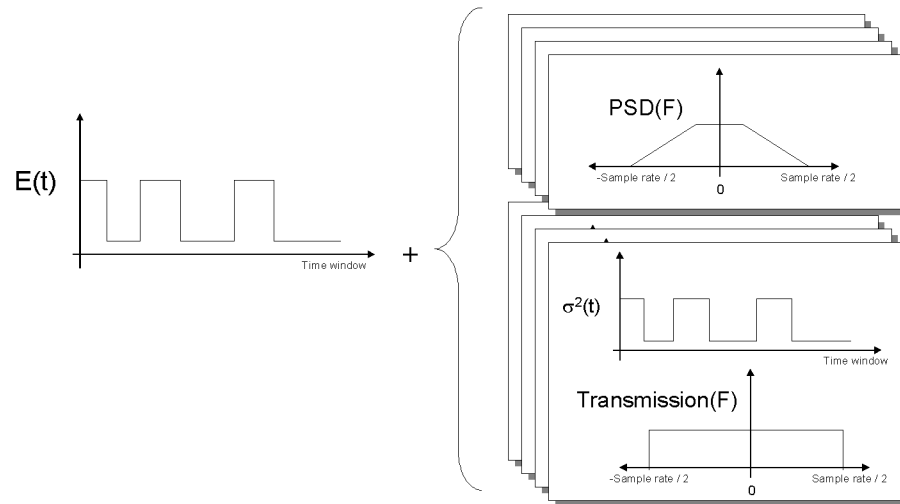 E(t)
Time window
+
PSD(F)
-Sample rate / 2
0
Sample rate / 2
σ²(t)
Time window
Transmission(F)
-Sample rate / 2
0
Sample rate / 2